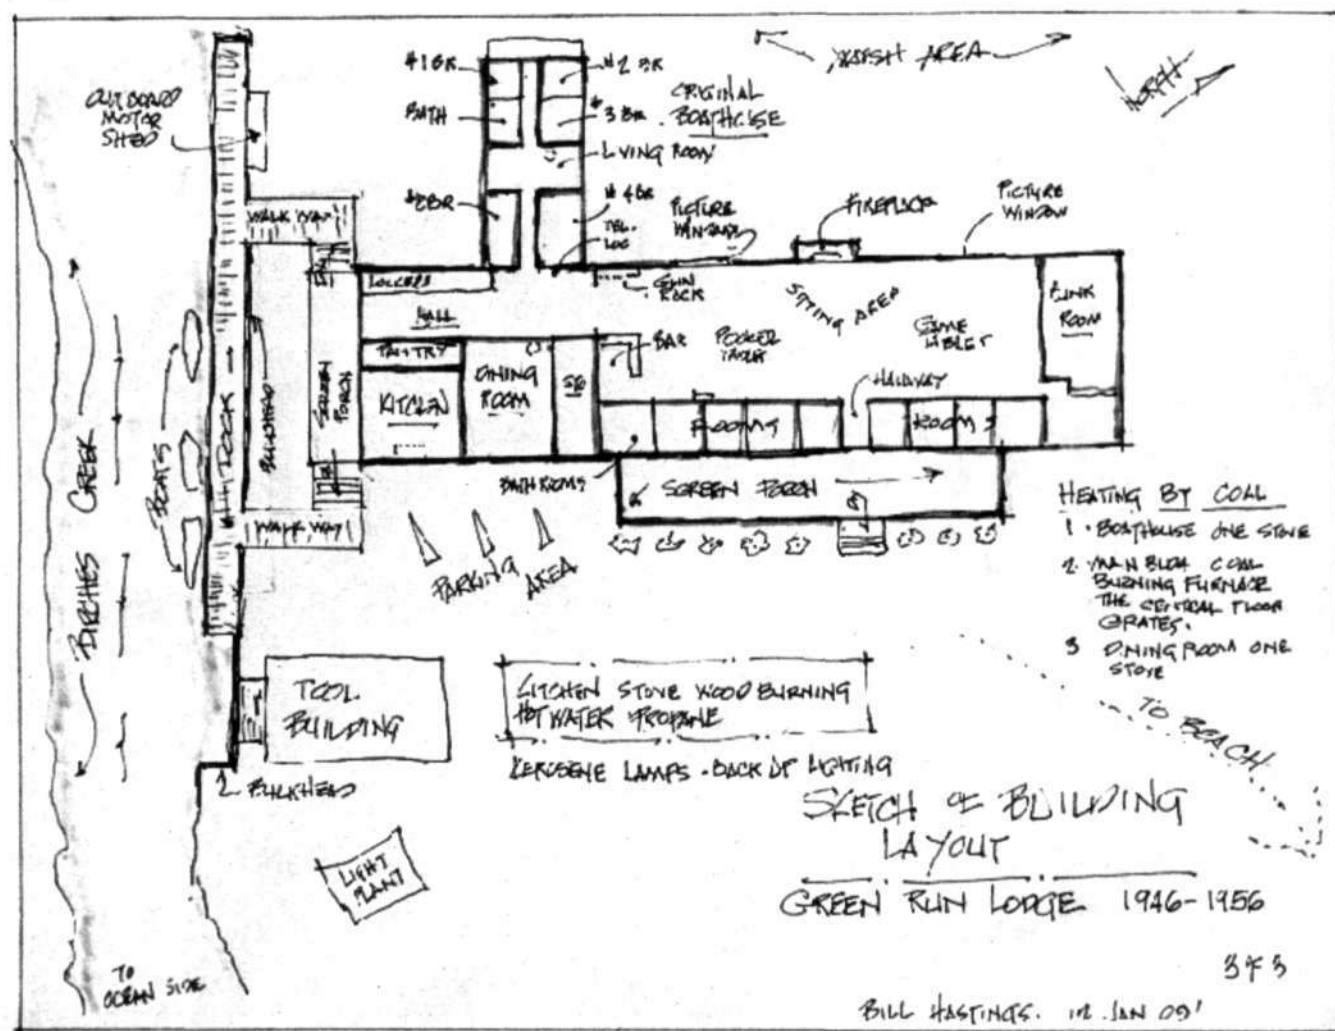 MARSH AREA
NORTH
OUTBOARD
MOTOR
SHED
#1 BR
#2 BR
BATH
3 BR
ORIGINAL
BOATHOUSE
LIVING ROOM
#4 BR
TEL.
LOG
PICTURE
WINDOW
FIREPLACE
PICTURE
WINDOW
WALK WAY
LOCKERS
HALL
GUN
RACK
SITTING AREA
BUNK
ROOM
PANTRY
BAR
POCKER
TABLE
GAME
TABLES
HALLWAY
KITCHEN
DINING
ROOM
SCREEN
PORCH
BULKHEAD
DOCK
BOATS
BIRCHES CREEK
ROOMS
ROOMS
BATHROOMS
SCREEN PORCH
WALK WAY
PARKING
AREA
HEATING BY COAL
1. BOATHOUSE ONE STOVE
2. MAIN BLDG COAL
BURNING FURNACE
THE CENTRAL FLOOR
GRATES.
3 DINING ROOM ONE
STOVE
TOOL
BUILDING
KITCHEN STOVE WOOD BURNING
HOT WATER PROPANE
KEROSENE LAMPS - BACK UP LIGHTING
TO BEACH
BULKHEAD
LIGHT
PLANT
SKETCH OF BUILDING
LAYOUT
GREEN RUN LODGE 1946-1956
TO
OCEAN SIDE
3 OF 3
BILL HASTINGS. JAN 09'